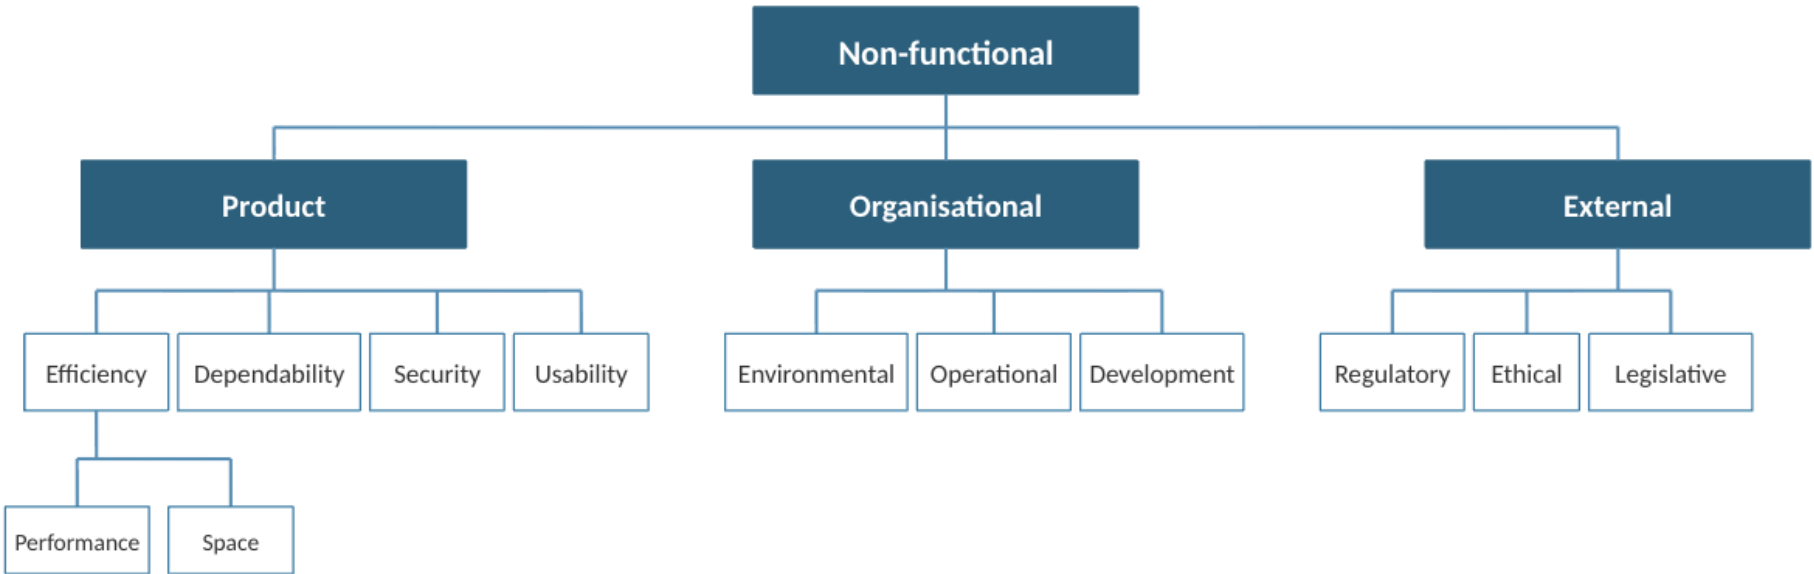 Non-functional
Product
Organisational
External
Efficiency
Dependability
Security
Usability
Environmental
Operational
Development
Regulatory
Ethical
Legislative
Performance
Space